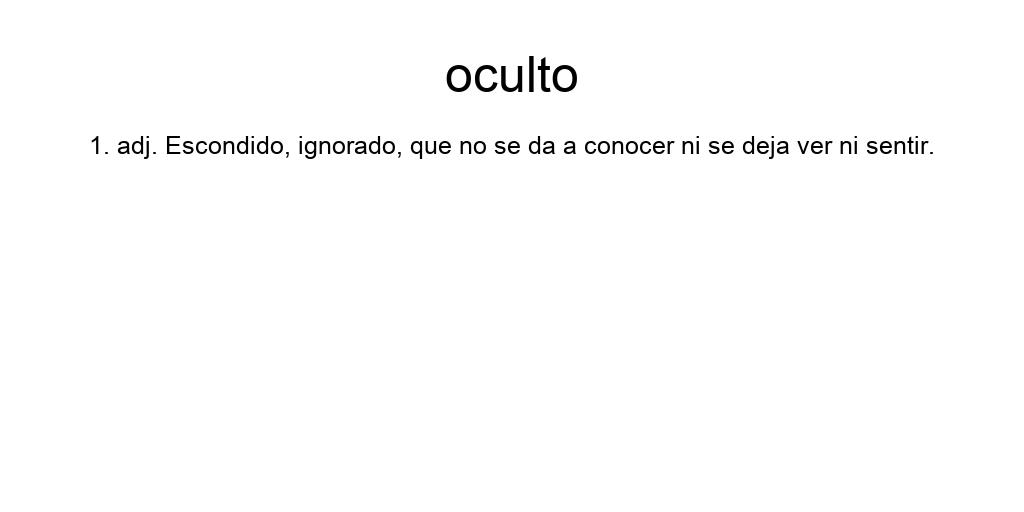 oculto
1. adj. Escondido, ignorado, que no se da a conocer ni se deja ver ni sentir.